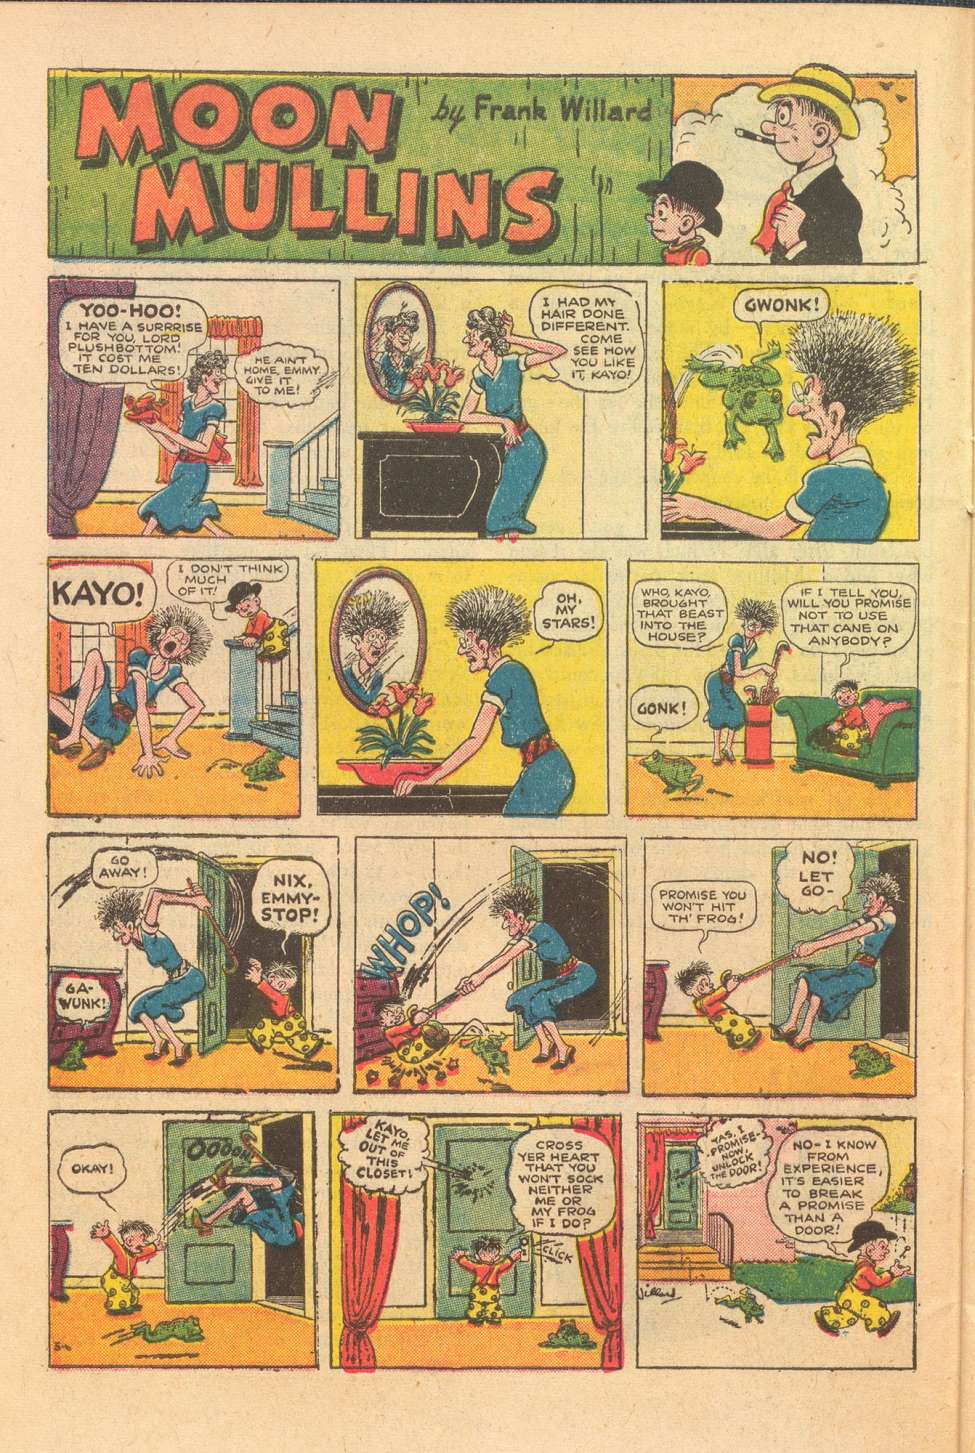 MOON
MULLINS
by Frank Willard
YOO-HOO!
I HAVE A SURPRISE
FOR YOU, LORD
PLUSHBOTTOM!
IT COST ME
TEN DOLLARS!
HE AIN'T
HOME, EMMY.
GIVE IT
TO ME!
I HAD MY
HAIR DONE
DIFFERENT.
COME
SEE HOW
YOU LIKE
IT, KAYO!
GWONK!
KAYO!
I DON'T THINK
MUCH
OF IT!
OH,
MY
STARS!
WHO, KAYO,
BROUGHT
THAT BEAST
INTO THE
HOUSE?
IF I TELL YOU,
WILL YOU PROMISE
NOT TO USE
THAT CANE ON
ANYBODY?
GONK!
GO
AWAY!
NIX,
EMMY-
STOP!
GA-
WUNK!
WHOP!
PROMISE YOU
WON'T HIT
TH' FROG!
NO!
LET
GO-
OKAY!
OOOOH
5-6
KAYO,
LET ME
OUT OF
THIS
CLOSET!
CROSS
YER HEART
THAT YOU
WON'T SOCK
NEITHER
ME OR
MY FROG
IF I DO?
CLICK
YAS, I
PROMISE-
NOW,
UNLOCK
THE DOOR!
NO- I KNOW
FROM
EXPERIENCE,
IT'S EASIER
TO BREAK
A PROMISE
THAN A
DOOR!
Willard